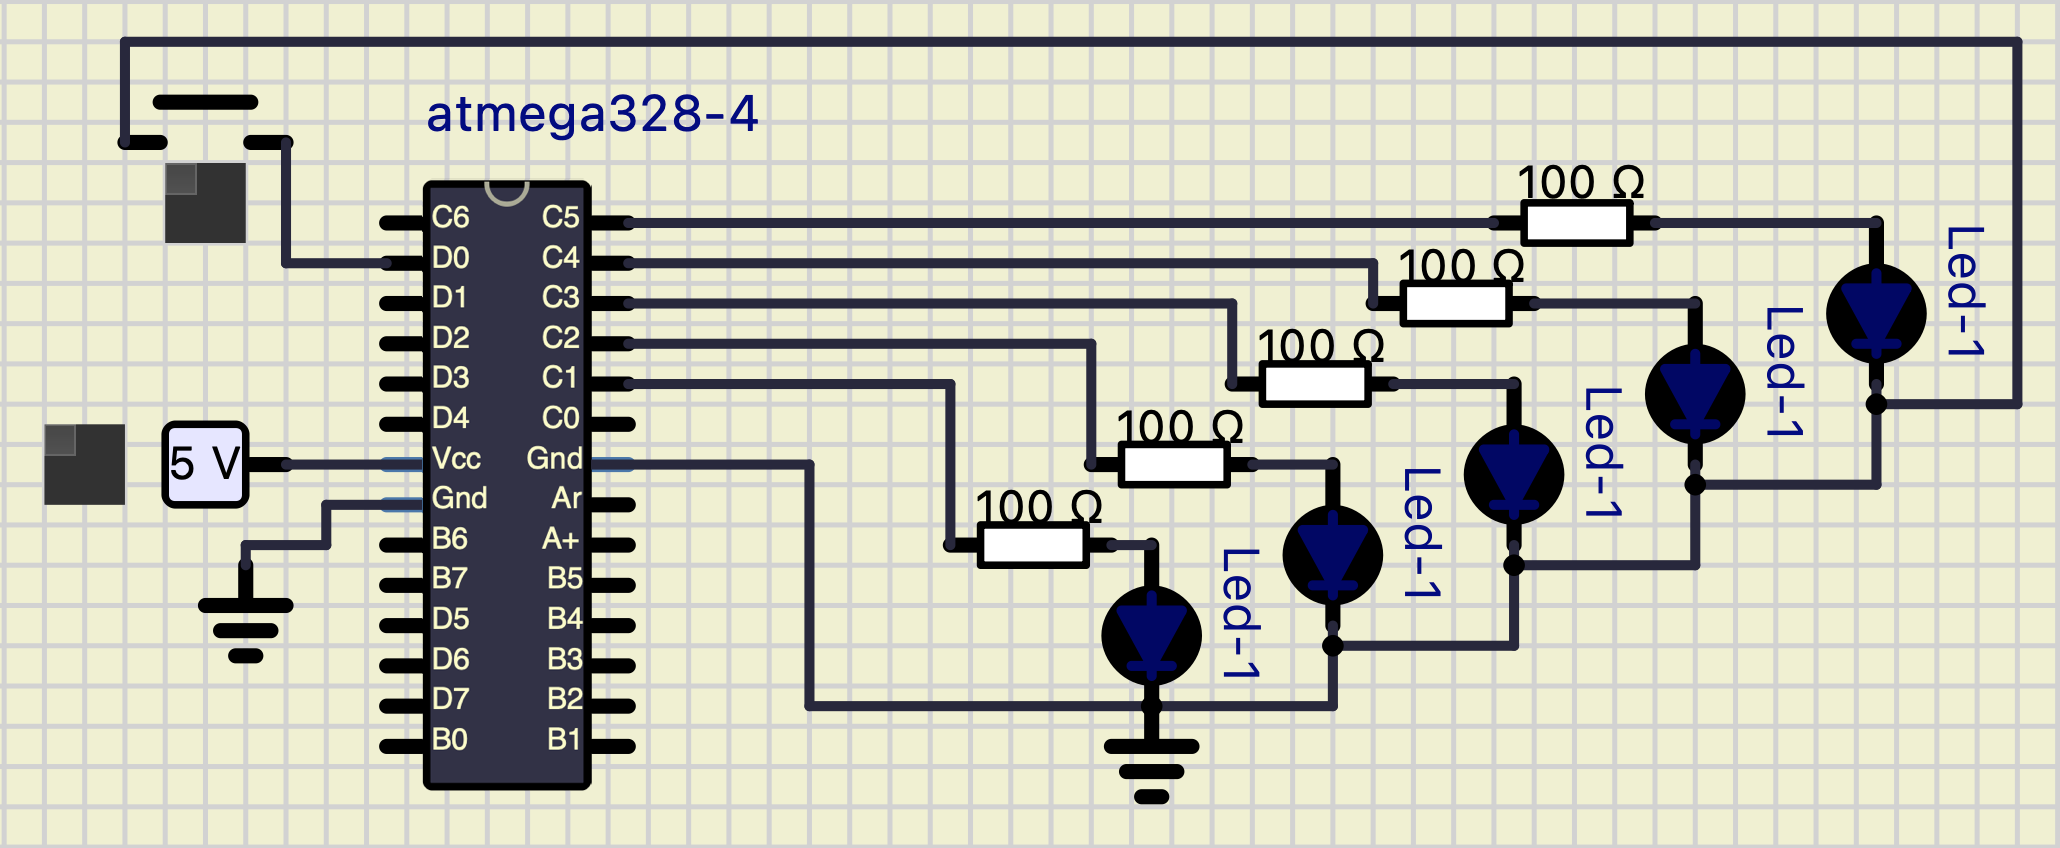 atmega328-4
100 Ω
100 Ω
100 Ω
100 Ω
100 Ω
Led-1
Led-1
Led-1
Led-1
Led-1
5 V
C6 C5
D0 C4
D1 C3
D2 C2
D3 C1
D4 C0
Vcc Gnd
Gnd Ar
B6 A+
B7 B5
D5 B4
D6 B3
D7 B2
B0 B1